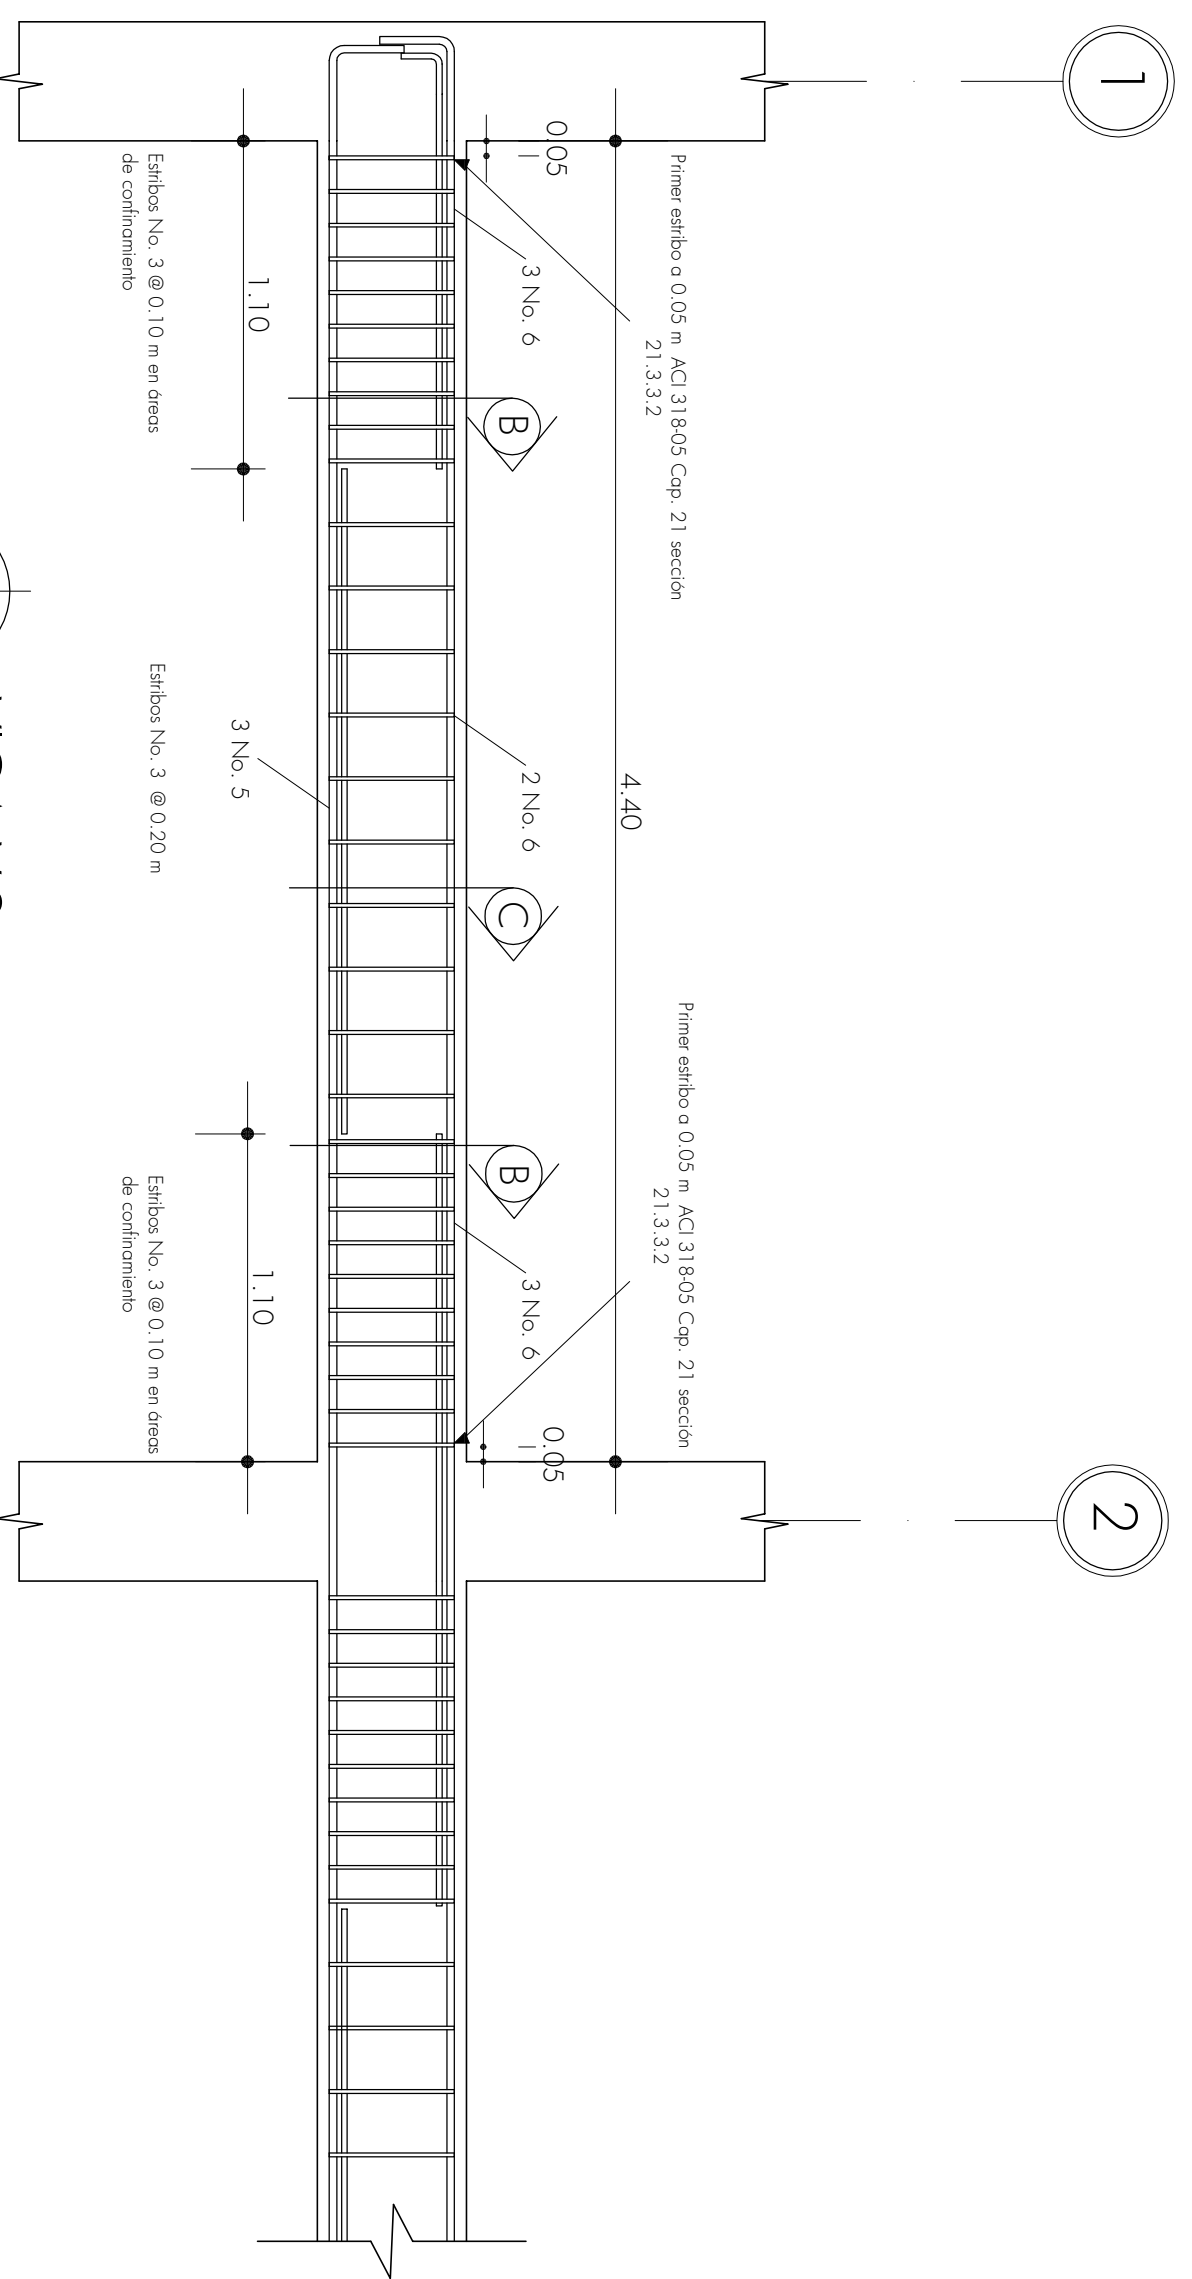 1
2
Primer estribo a 0.05 m ACI 318-05 Cap. 21 sección
21.3.3.2
Primer estribo a 0.05 m ACI 318-05 Cap. 21 sección
21.3.3.2
4.40
0.05
0.05
3 No. 6
2 No. 6
3 No. 6
B
C
B
3 No. 5
1.10
1.10
Estribos No. 3 @ 0.10 m en áreas
de confinamiento
Estribos No. 3 @ 0.20 m
Estribos No. 3 @ 0.10 m en áreas
de confinamiento